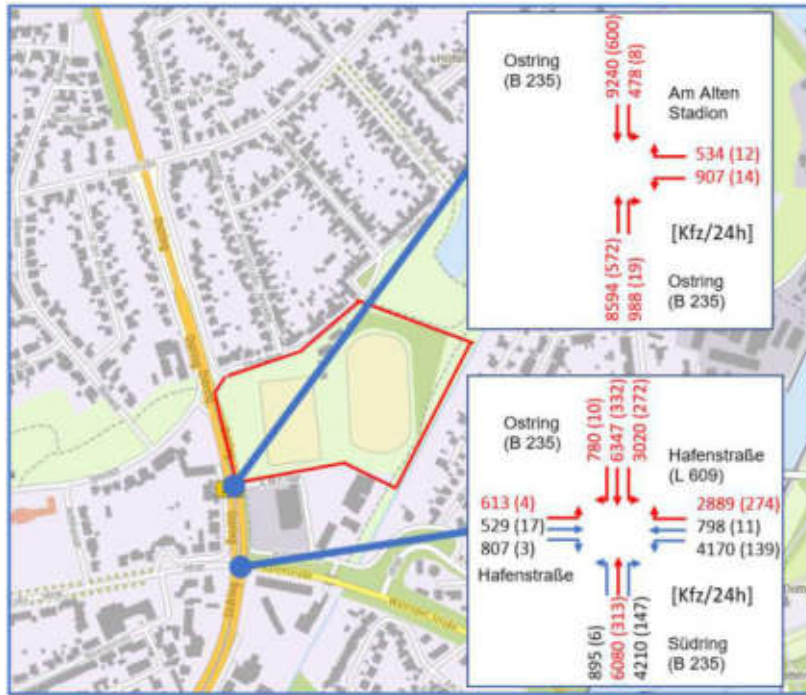 Ostring
(B 235)
9240 (600)
478 (8)
Am Alten
Stadion
534 (12)
907 (14)
[Kfz/24h]
8594 (572)
988 (19)
Ostring
(B 235)
Ostring
(B 235)
780 (10)
6347 (332)
3020 (272)
Hafenstraße
(L 609)
613 (4)
529 (17)
807 (3)
2889 (274)
798 (11)
4170 (139)
Hafenstraße
[Kfz/24h]
895 (6)
6080 (313)
4210 (147)
Südring
(B 235)